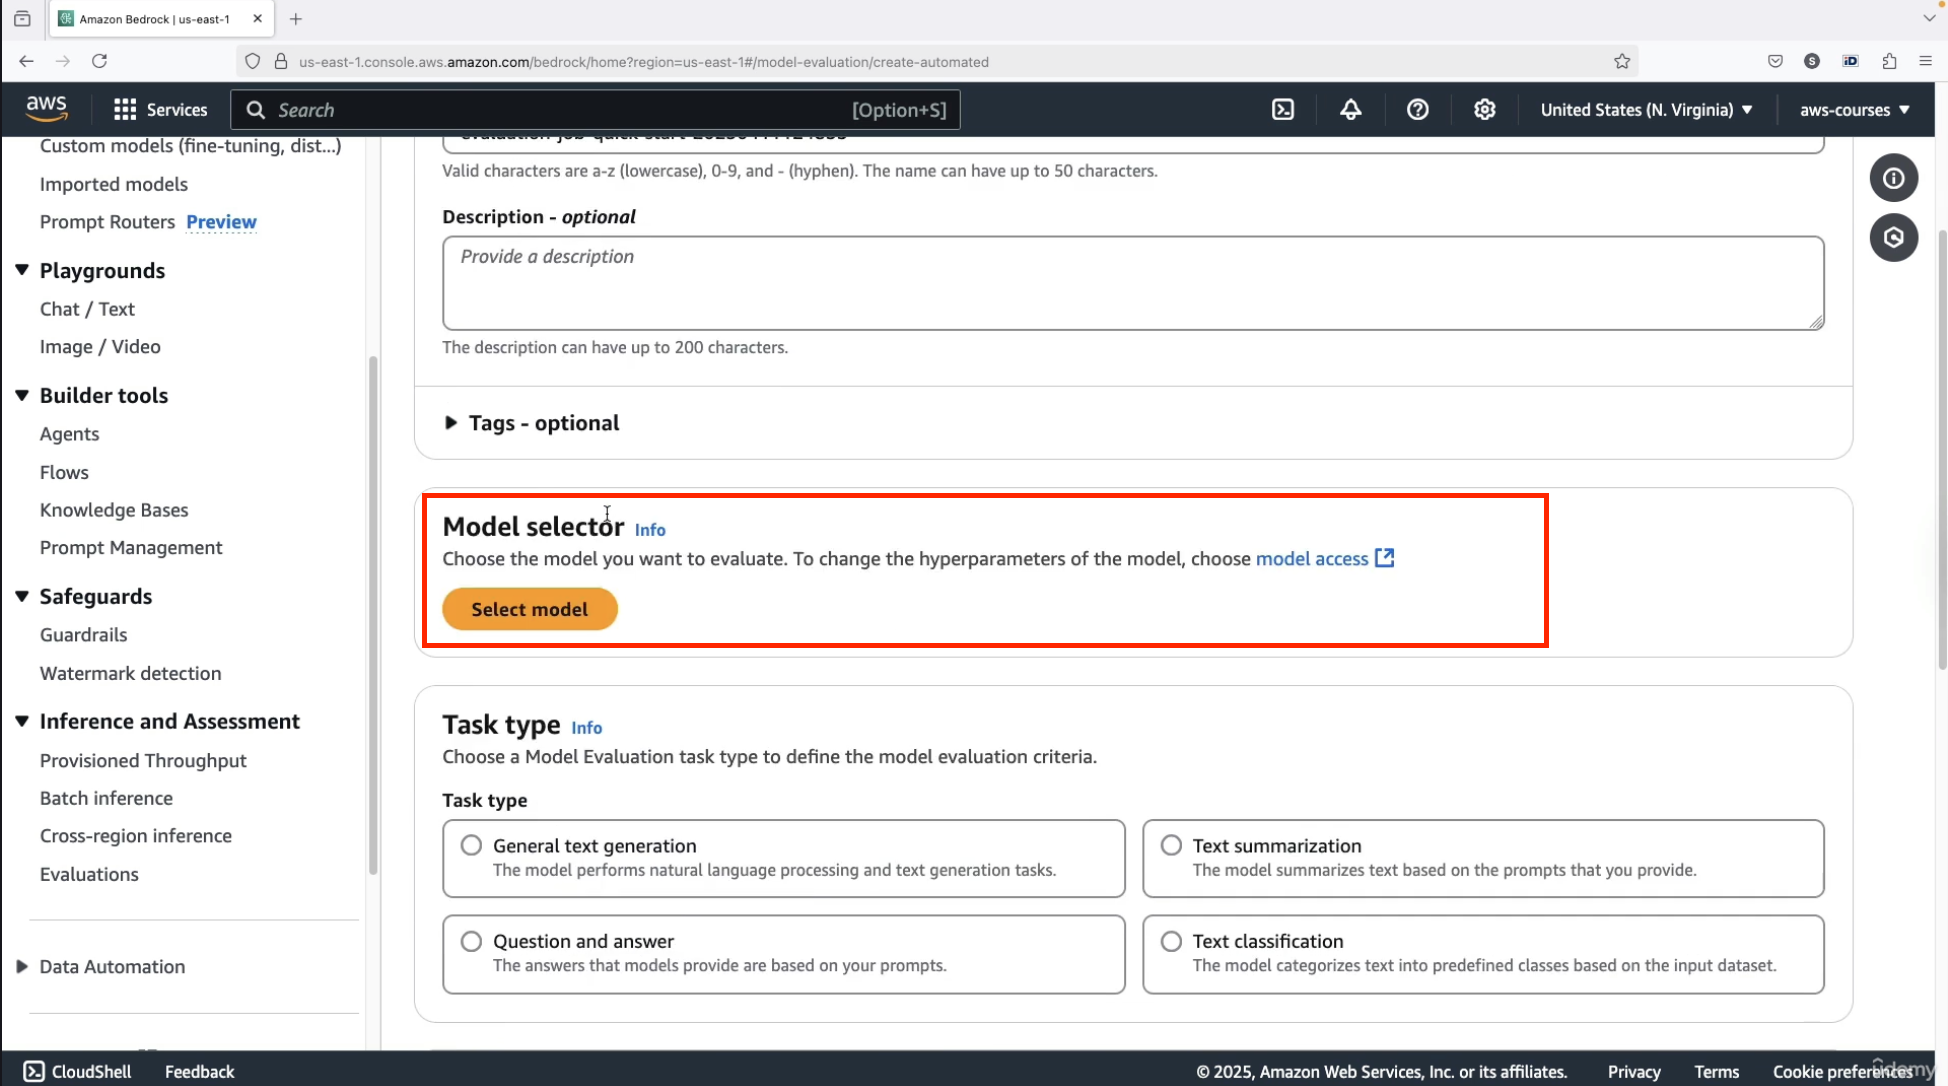 Amazon Bedrock | us-east-1
us-east-1.console.aws.amazon.com/bedrock/home?region=us-east-1#/model-evaluation/create-automated
S
iD
aws
Services
Search
[Option+S]
United States (N. Virginia)
aws-courses
Custom models (fine-tuning, dist...)
Imported models
Prompt Routers Preview
Playgrounds
Chat / Text
Image / Video
Builder tools
Agents
Flows
Knowledge Bases
Prompt Management
Safeguards
Guardrails
Watermark detection
Inference and Assessment
Provisioned Throughput
Batch inference
Cross-region inference
Evaluations
Data Automation
Valid characters are a-z (lowercase), 0-9, and - (hyphen). The name can have up to 50 characters.
Description - optional
Provide a description
The description can have up to 200 characters.
Tags - optional
Model selector Info
Choose the model you want to evaluate. To change the hyperparameters of the model, choose model access
Select model
Task type Info
Choose a Model Evaluation task type to define the model evaluation criteria.
Task type
General text generation
The model performs natural language processing and text generation tasks.
Text summarization
The model summarizes text based on the prompts that you provide.
Question and answer
The answers that models provide are based on your prompts.
Text classification
The model categorizes text into predefined classes based on the input dataset.
CloudShell
Feedback
© 2025, Amazon Web Services, Inc. or its affiliates.
Privacy
Terms
Cookie preferences
udemy